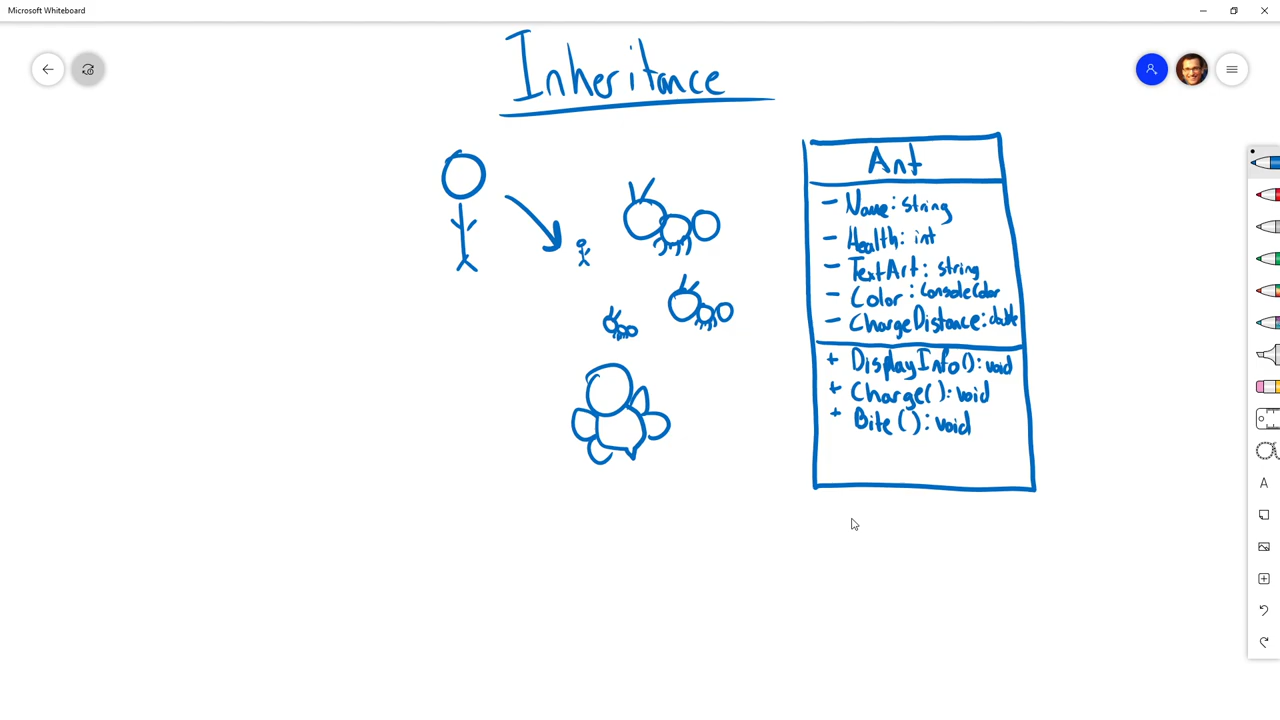 Microsoft Whiteboard
Inheritance
Ant
- Name: string
- Health: int
- TextArt: string
- Color: ConsoleColor
- ChargeDistance: double
+ DisplayInfo(): void
+ Charge(): void
+ Bite(): void
A